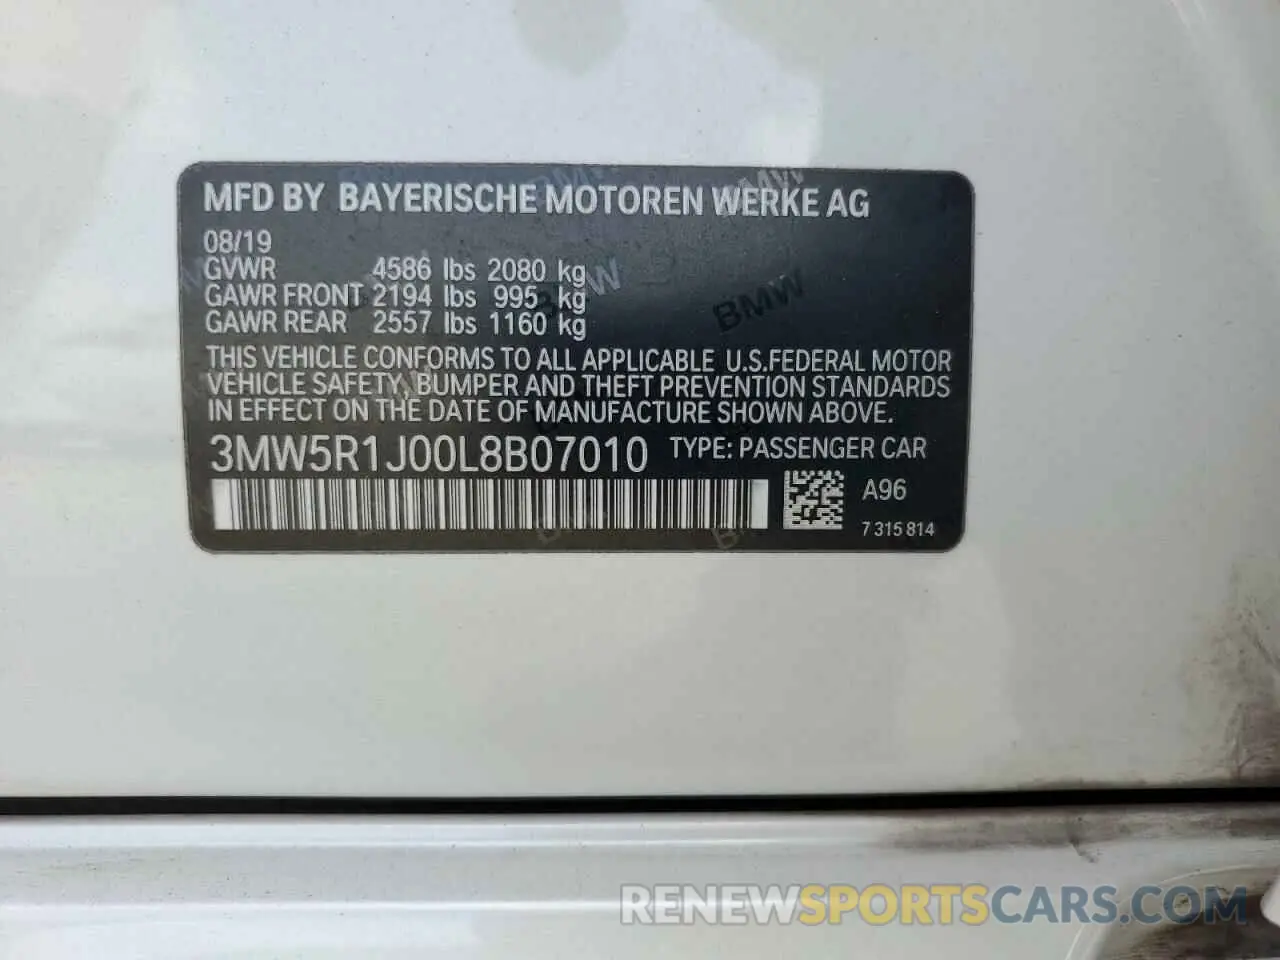 MFD BY BAYERISCHE MOTOREN WERKE AG
08/19
GVWR 4586 lbs 2080 kg
GAWR FRONT 2194 lbs 995 kg
GAWR REAR 2557 lbs 1160 kg
THIS VEHICLE CONFORMS TO ALL APPLICABLE U.S.FEDERAL MOTOR
VEHICLE SAFETY, BUMPER AND THEFT PREVENTION STANDARDS
IN EFFECT ON THE DATE OF MANUFACTURE SHOWN ABOVE.
3MW5R1J00L8B07010 TYPE: PASSENGER CAR
A96
7 315 814
BMW
RENEWSPORTSCARS.COM